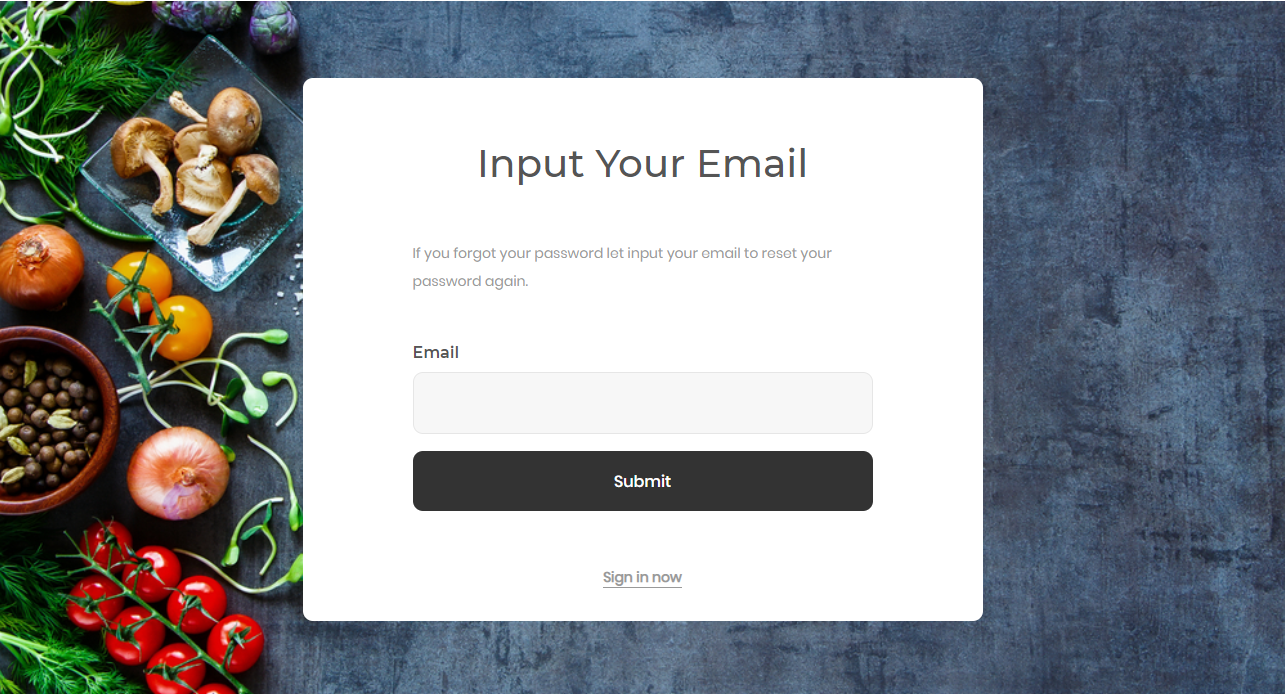 Input Your Email
If you forgot your password let input your email to reset your
password again.
Email
Submit
Sign in now